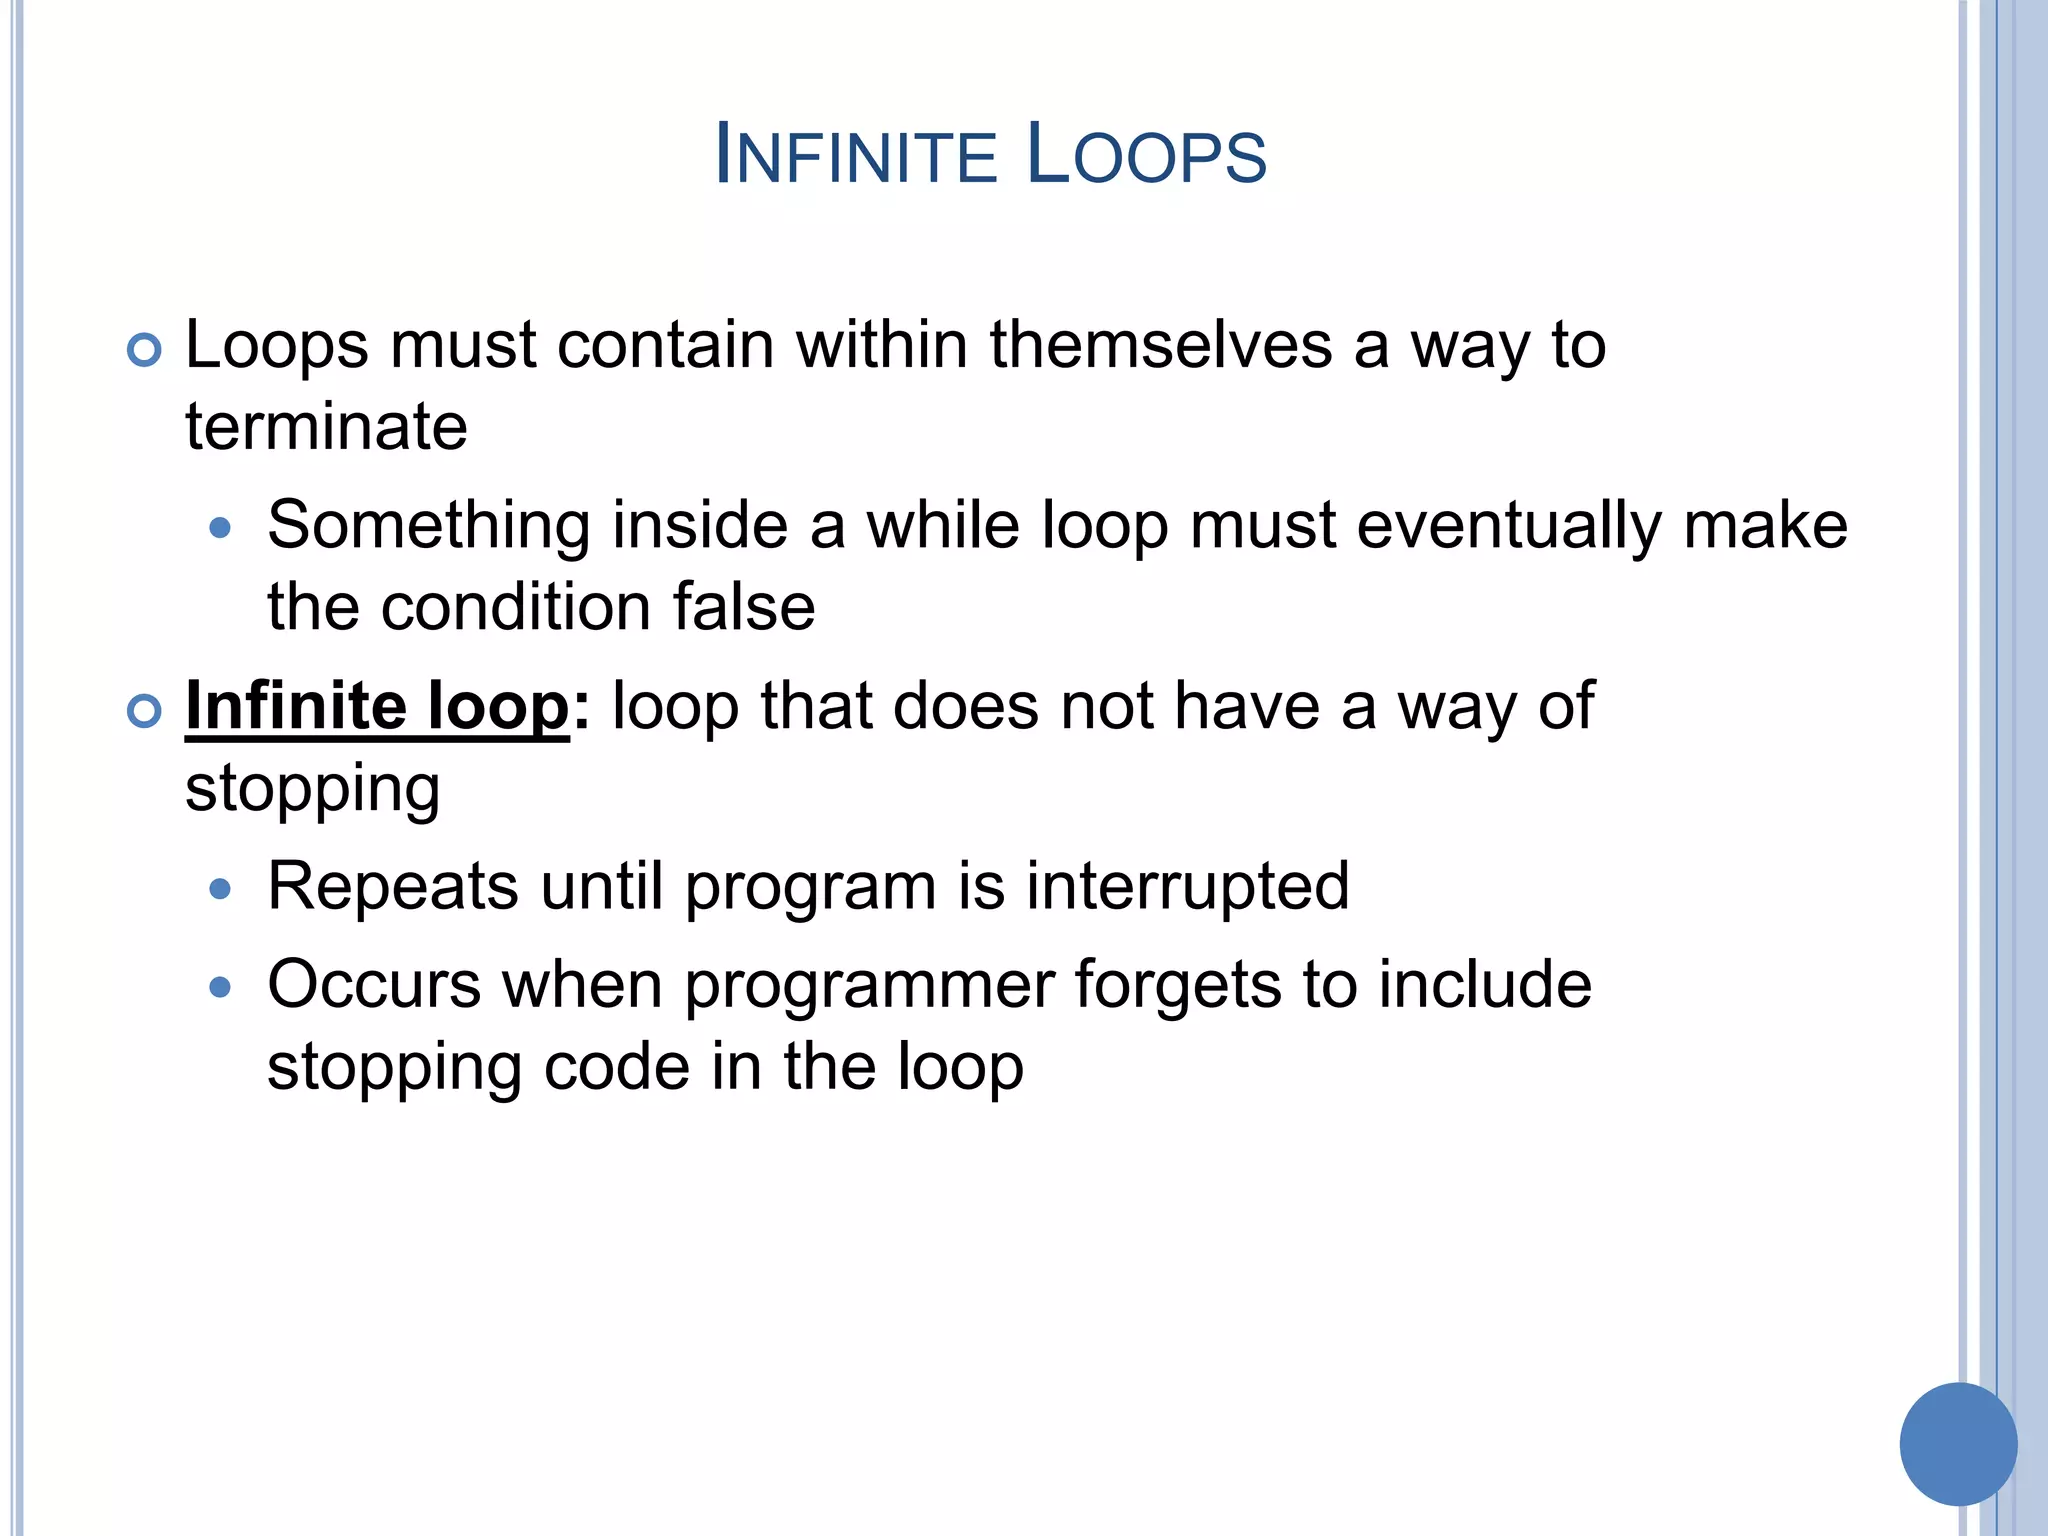 INFINITE LOOPS
Loops must contain within themselves a way to
terminate
Something inside a while loop must eventually make
the condition false
Infinite loop: loop that does not have a way of
stopping
Repeats until program is interrupted
Occurs when programmer forgets to include
stopping code in the loop